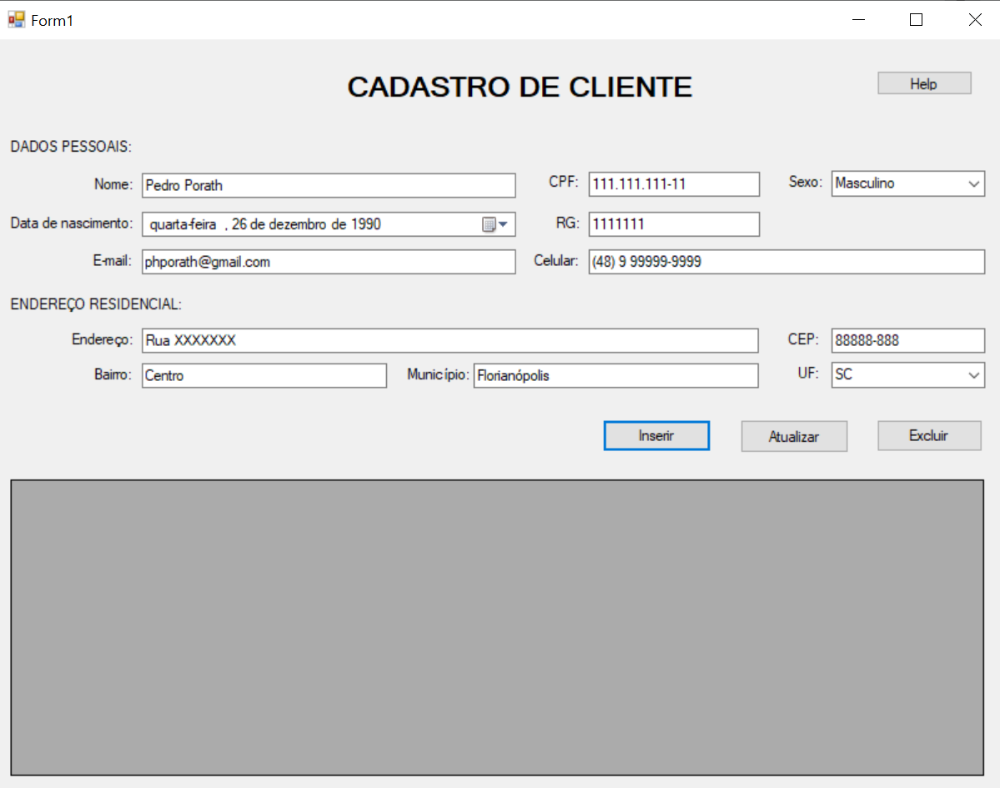 Form1
CADASTRO DE CLIENTE
Help
DADOS PESSOAIS:
Nome: Pedro Porath CPF: 111.111.111-11 Sexo: Masculino
Data de nascimento: quarta-feira , 26 de dezembro de 1990 RG: 1111111
E-mail: phporath@gmail.com Celular: (48) 9 99999-9999
ENDEREÇO RESIDENCIAL:
Endereço: Rua XXXXXXX CEP: 88888-888
Bairro: Centro Município: Florianópolis UF: SC
Inserir Atualizar Excluir